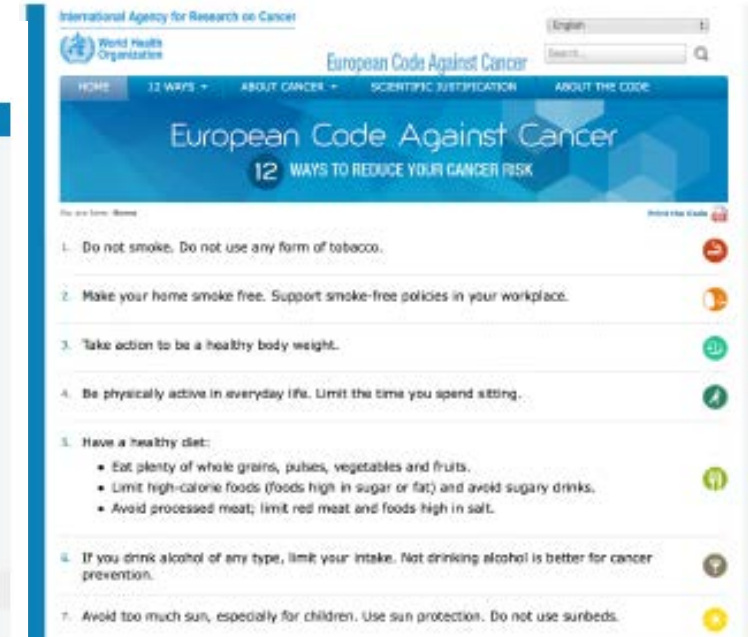 International Agency for Research on Cancer
English
World Health
Organization
European Code Against Cancer
Search...
HOME 12 WAYS ABOUT CANCER SCIENTIFIC JUSTIFICATION ABOUT THE CODE
European Code Against Cancer
12 WAYS TO REDUCE YOUR CANCER RISK
You are here: Home
Print the Code
1. Do not smoke. Do not use any form of tobacco.
2. Make your home smoke free. Support smoke-free policies in your workplace.
3. Take action to be a healthy body weight.
4. Be physically active in everyday life. Limit the time you spend sitting.
5. Have a healthy diet:
• Eat plenty of whole grains, pulses, vegetables and fruits.
• Limit high-calorie foods (foods high in sugar or fat) and avoid sugary drinks.
• Avoid processed meat; limit red meat and foods high in salt.
6. If you drink alcohol of any type, limit your intake. Not drinking alcohol is better for cancer
prevention.
7. Avoid too much sun, especially for children. Use sun protection. Do not use sunbeds.